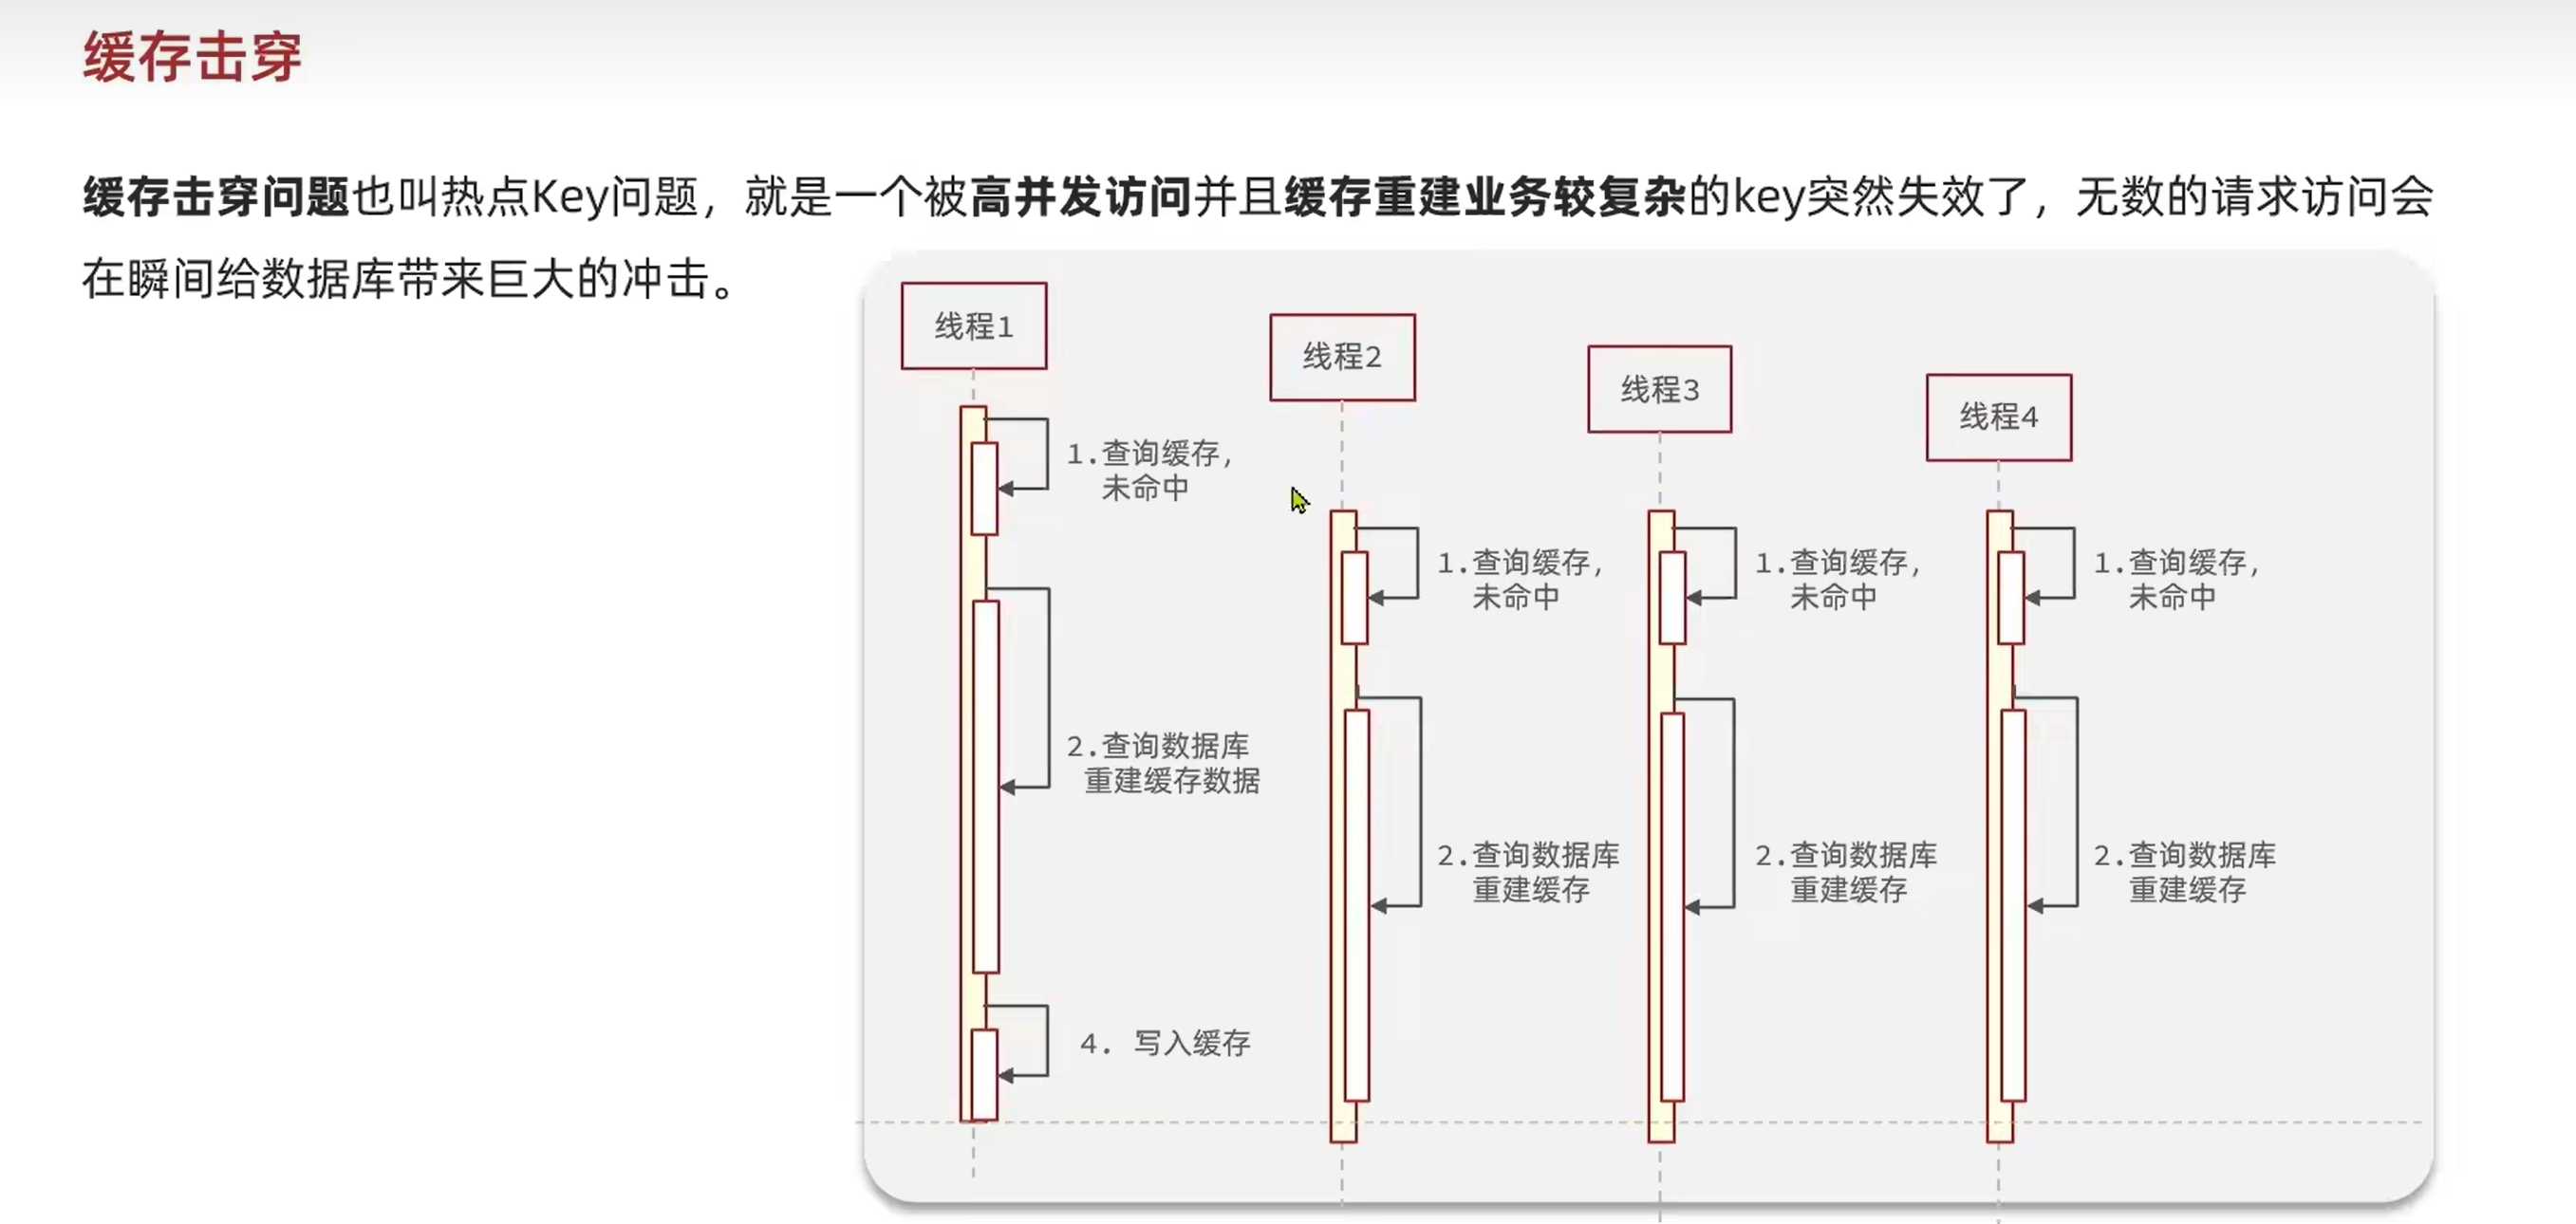 缓存击穿
缓存击穿问题也叫热点Key问题，就是一个被高并发访问并且缓存重建业务较复杂的key突然失效了，无数的请求访问会
在瞬间给数据库带来巨大的冲击。
线程1
1.查询缓存，
未命中
2.查询数据库
重建缓存数据
4. 写入缓存
线程2
1.查询缓存，
未命中
2.查询数据库
重建缓存
线程3
1.查询缓存，
未命中
2.查询数据库
重建缓存
线程4
1.查询缓存，
未命中
2.查询数据库
重建缓存